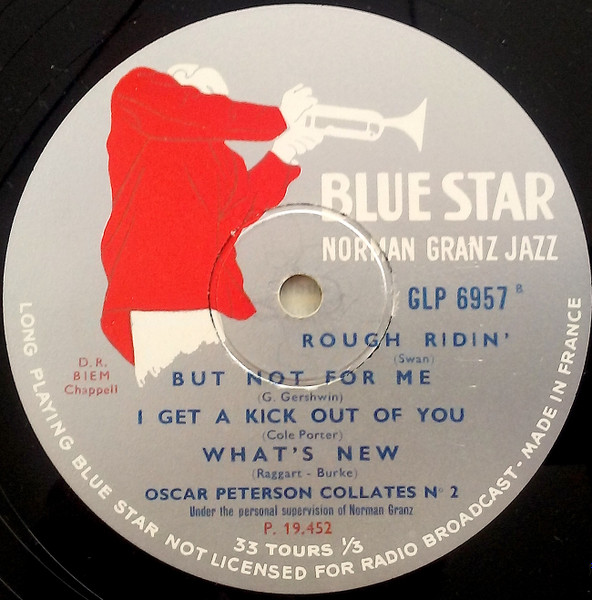 BLUE STAR
NORMAN GRANZ JAZZ
GLP 6957 B
ROUGH RIDIN'
(Swan)
D.R.
BIEM
Chappell
BUT NOT FOR ME
(G. Gershwin)
I GET A KICK OUT OF YOU
(Cole Porter)
WHAT'S NEW
(Raggart - Burke)
OSCAR PETERSON COLLATES N° 2
Under the personal supervision of Norman Granz
P. 19.452
33 TOURS 1/3
LONG PLAYING BLUE STAR NOT LICENSED FOR RADIO BROADCAST - MADE IN FRANCE